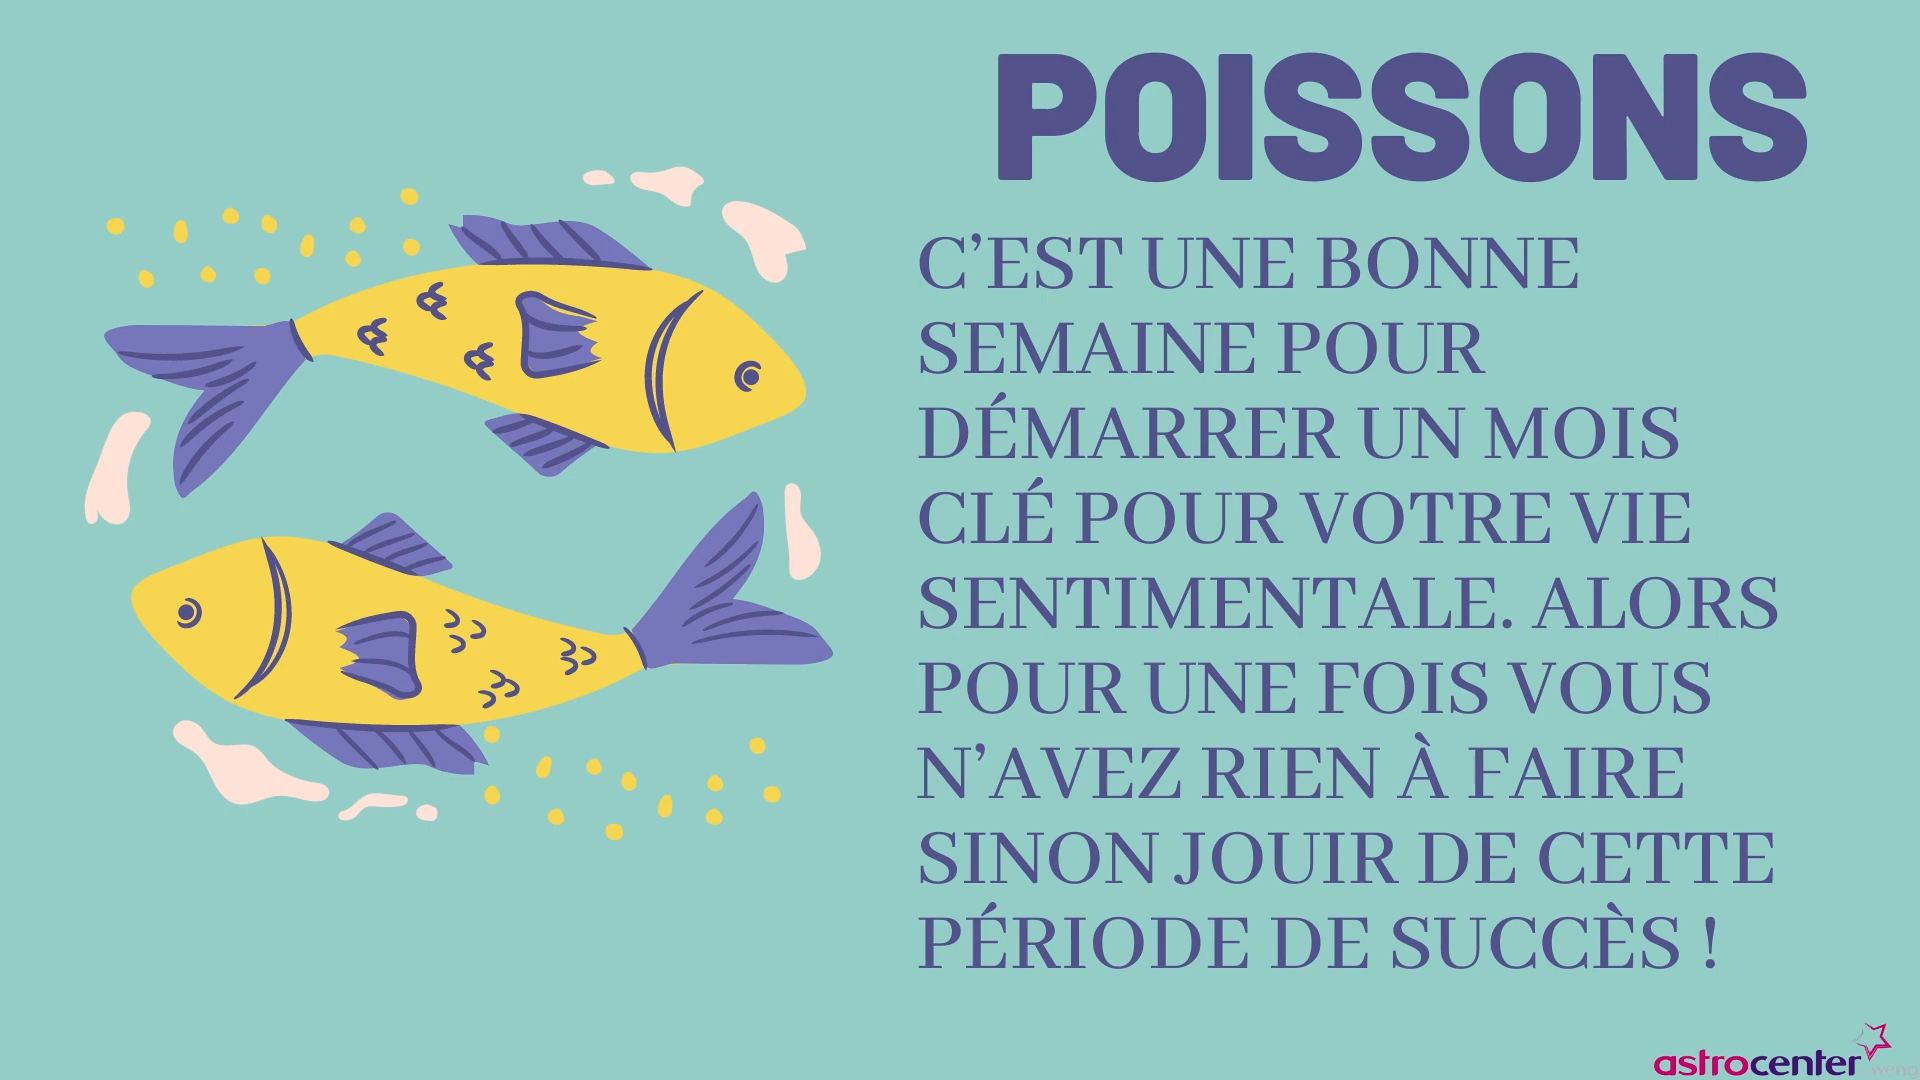 POISSONS
C’EST UNE BONNE
SEMAINE POUR
DÉMARRER UN MOIS
CLÉ POUR VOTRE VIE
SENTIMENTALE. ALORS
POUR UNE FOIS VOUS
N’AVEZ RIEN À FAIRE
SINON JOUIR DE CETTE
PÉRIODE DE SUCCÈS !
astrocenter